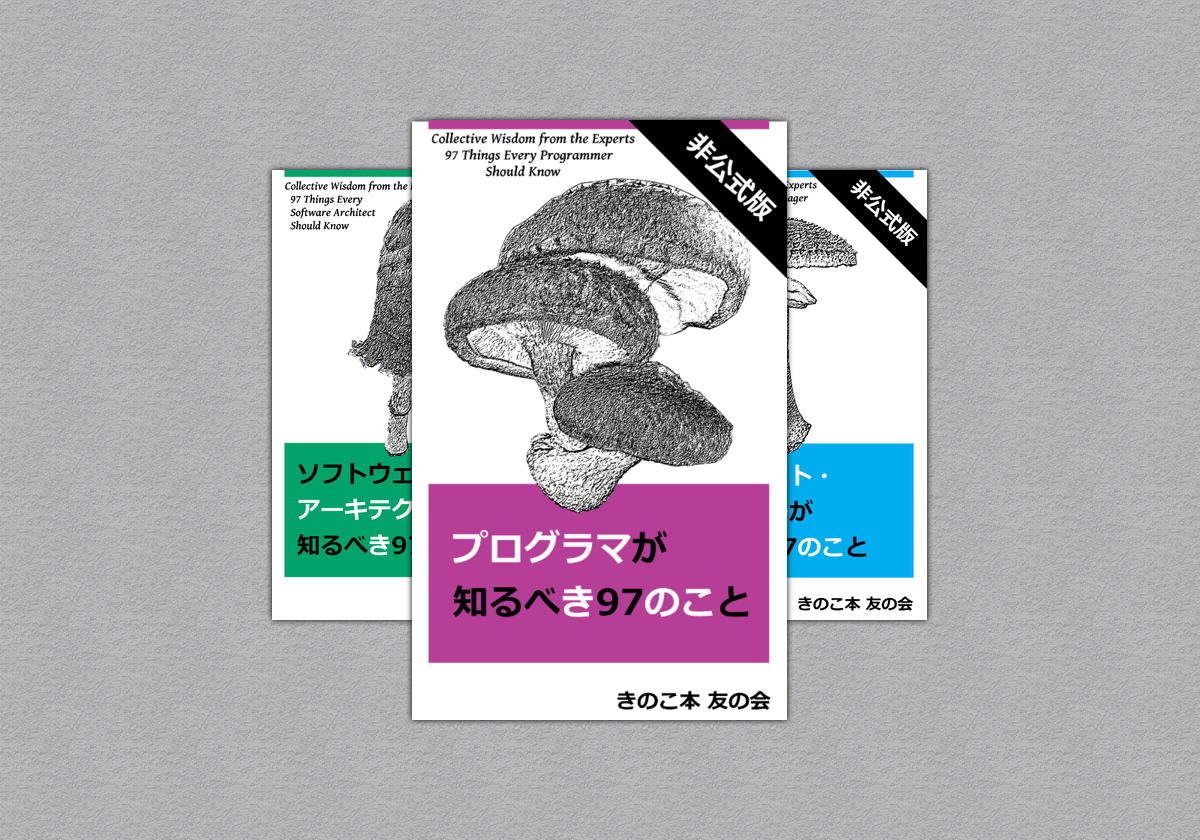 Collective Wisdom from the
97 Things Every
Software Architect
Should Know
ソフトウェ
アーキテク
知るべき97
Collective Wisdom from the Experts
97 Things Every Programmer
Should Know
非公式版
プログラマが
知るべき97のこと
きのこ本 友の会
xperts
ager
非公式版
ト・
が
7のこと
きのこ本 友の会